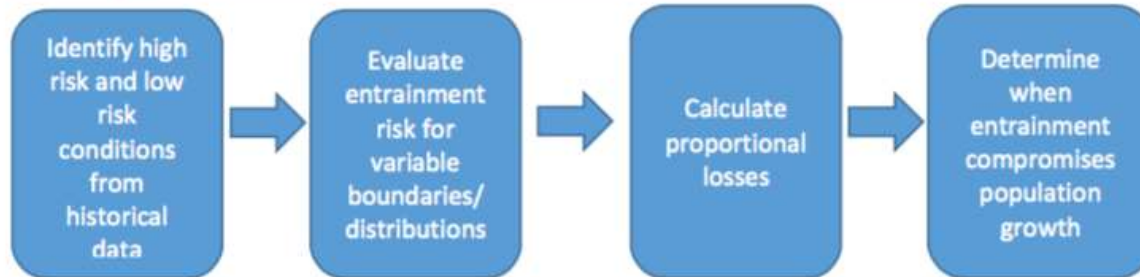 Identify high
risk and low
risk
conditions
from
historical
data
Evaluate
entrainment
risk for
variable
boundaries/
distributions
Calculate
proportional
losses
Determine
when
entrainment
compromises
population
growth